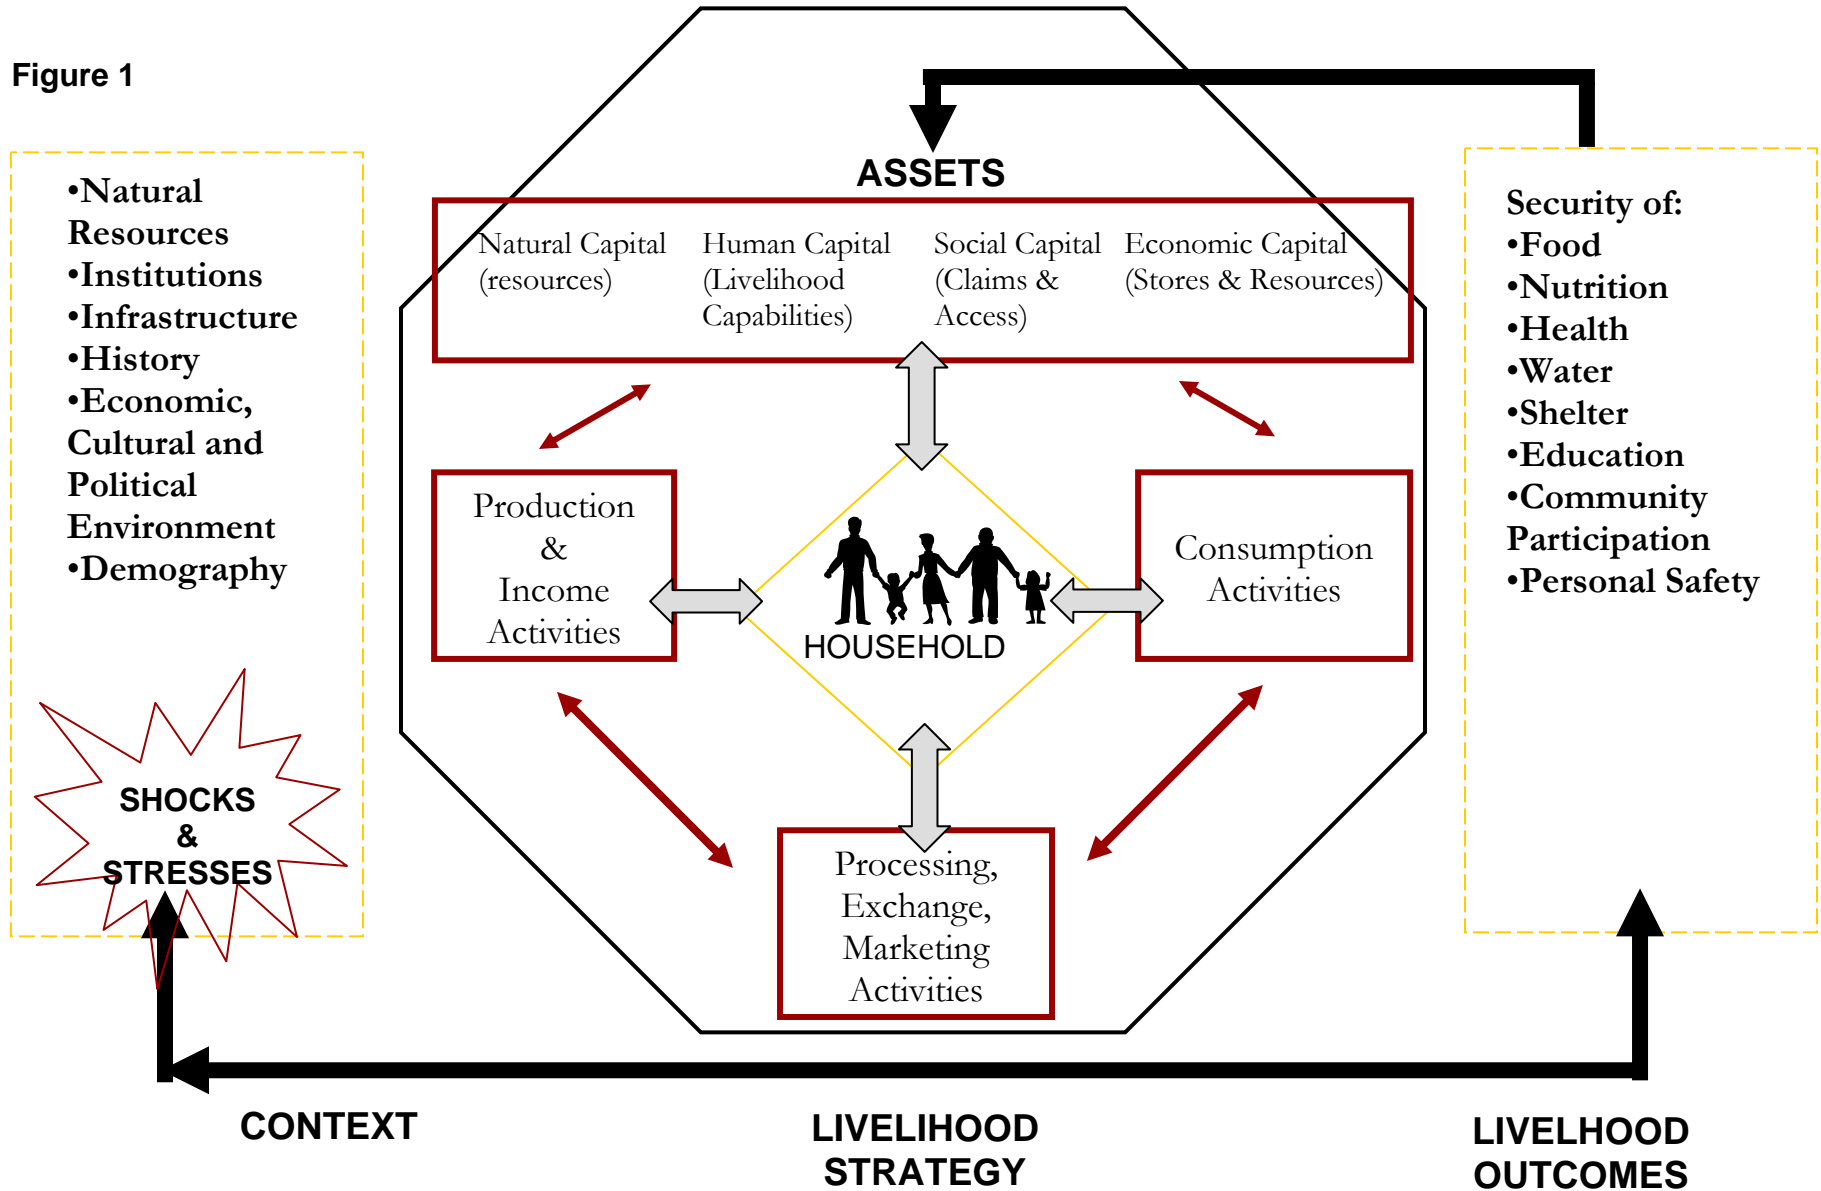 Figure 1
•Natural
Resources
•Institutions
•Infrastructure
•History
•Economic,
Cultural and
Political
Environment
•Demography
SHOCKS
&
STRESSES
ASSETS
Natural Capital
(resources)
Human Capital
(Livelihood
Capabilities)
Social Capital
(Claims &
Access)
Economic Capital
(Stores & Resources)
Production
&
Income
Activities
HOUSEHOLD
Consumption
Activities
Processing,
Exchange,
Marketing
Activities
Security of:
•Food
•Nutrition
•Health
•Water
•Shelter
•Education
•Community
Participation
•Personal Safety
CONTEXT
LIVELIHOOD
STRATEGY
LIVELHOOD
OUTCOMES